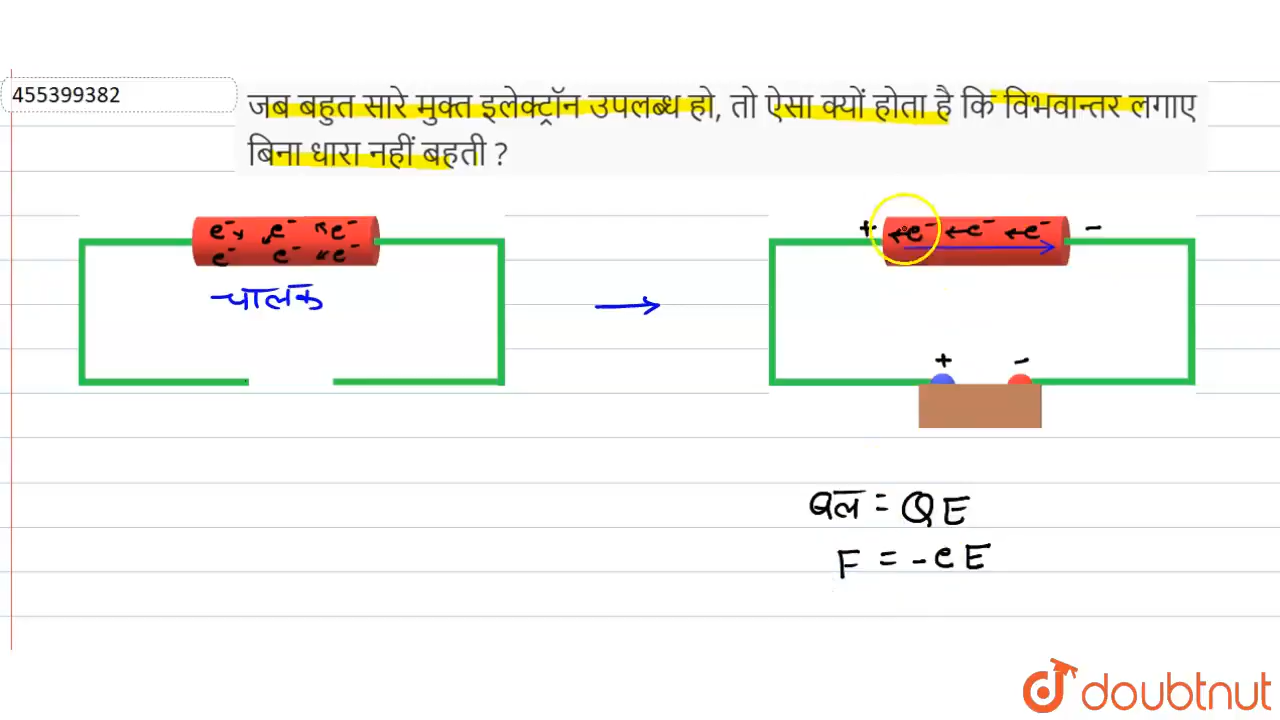 455399382
जब बहुत सारे मुक्त इलेक्ट्रॉन उपलब्ध हो, तो ऐसा क्यों होता है कि विभवान्तर लगाए
बिना धारा नहीं बहती ?
e⁻ e⁻ e⁻
e⁻ e⁻ e⁻
चालक
+ e⁻ e⁻ e⁻ -
+ -
बल = QE
F = -eE
doubtnut